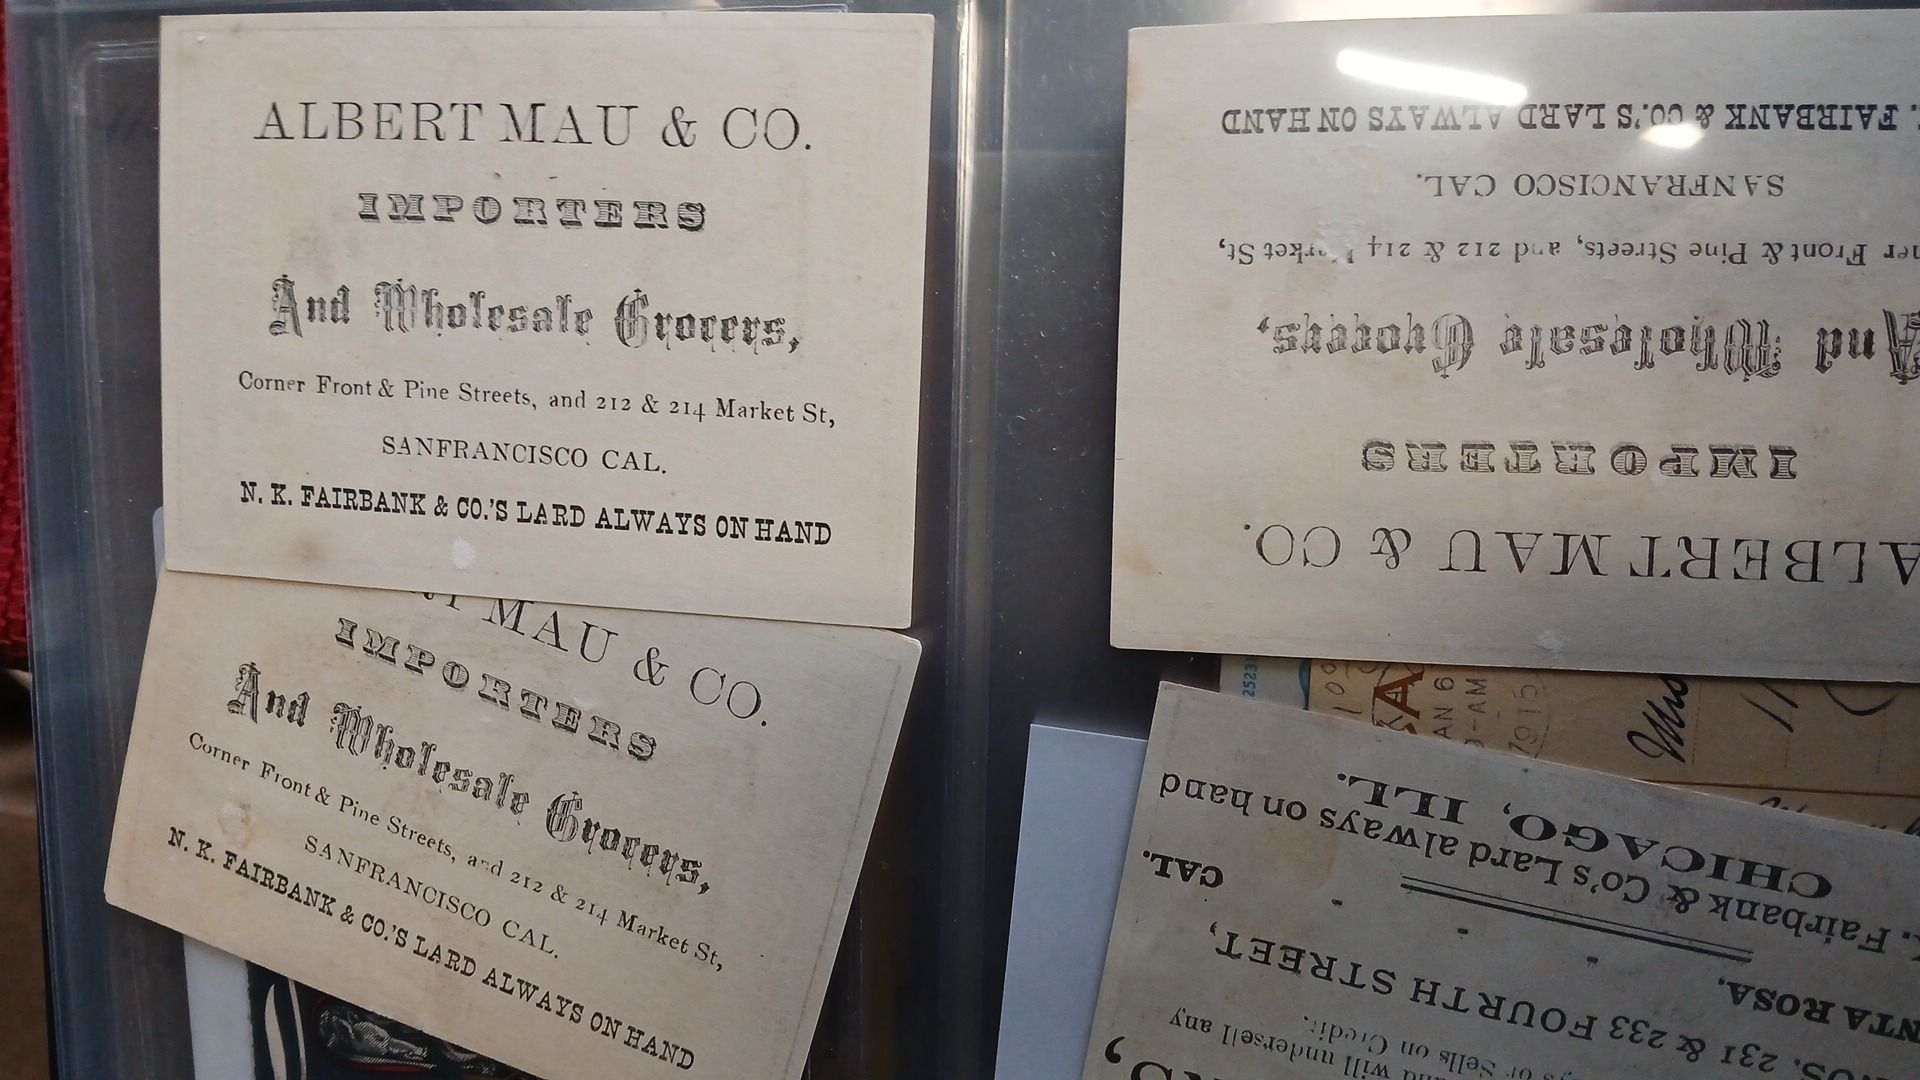 ALBERT MAU & CO.
IMPORTERS
And Wholesale Grocers,
Corner Front & Pine Streets, and 212 & 214 Market St,
SANFRANCISCO CAL.
N. K. FAIRBANK & CO.'S LARD ALWAYS ON HAND
MAU & CO.
IMPORTERS
And Wholesale Grocers,
Corner Front & Pine Streets, and 212 & 214 Market St,
SANFRANCISCO CAL.
N. K. FAIRBANK & CO.'S LARD ALWAYS ON HAND
ALBERT MAU & CO.
IMPORTERS
And Wholesale Grocers,
Front & Pine Streets, and 212 & 214 Market St,
SANFRANCISCO CAL.
FAIRBANK & CO.'S LARD ALWAYS ON HAND
will undersell any
or Sells on Credit.
231 & 233 FOURTH STREET,
CAL.
Fairbank & Co's Lard always on hand
CHICAGO, ILL.